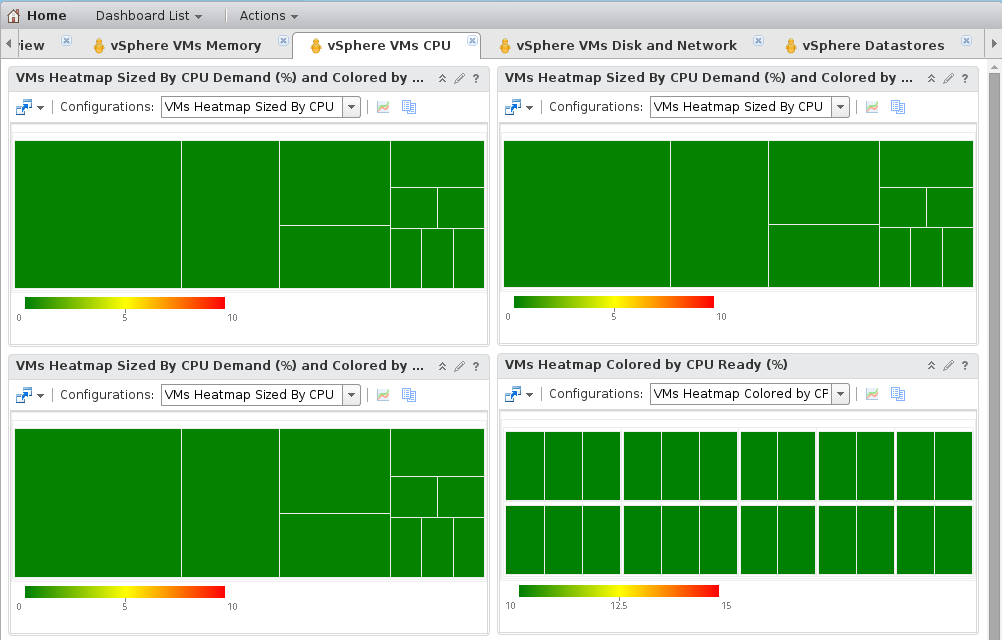 Home Dashboard List Actions
iew vSphere VMs Memory vSphere VMs CPU vSphere VMs Disk and Network vSphere Datastores
VMs Heatmap Sized By CPU Demand (%) and Colored by ... ?
Configurations: VMs Heatmap Sized By CPU
0 5 10
VMs Heatmap Sized By CPU Demand (%) and Colored by ... ?
Configurations: VMs Heatmap Sized By CPU
0 5 10
VMs Heatmap Sized By CPU Demand (%) and Colored by ... ?
Configurations: VMs Heatmap Sized By CPU
0 5 10
VMs Heatmap Colored by CPU Ready (%) ?
Configurations: VMs Heatmap Colored by CP
10 12.5 15